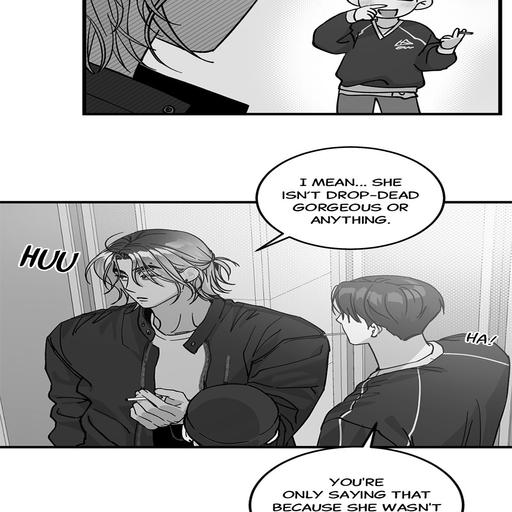 I MEAN... SHE
ISN'T DROP-DEAD
GORGEOUS OR
ANYTHING.
HUU
HA!
YOU'RE
ONLY SAYING THAT
BECAUSE SHE WASN'T